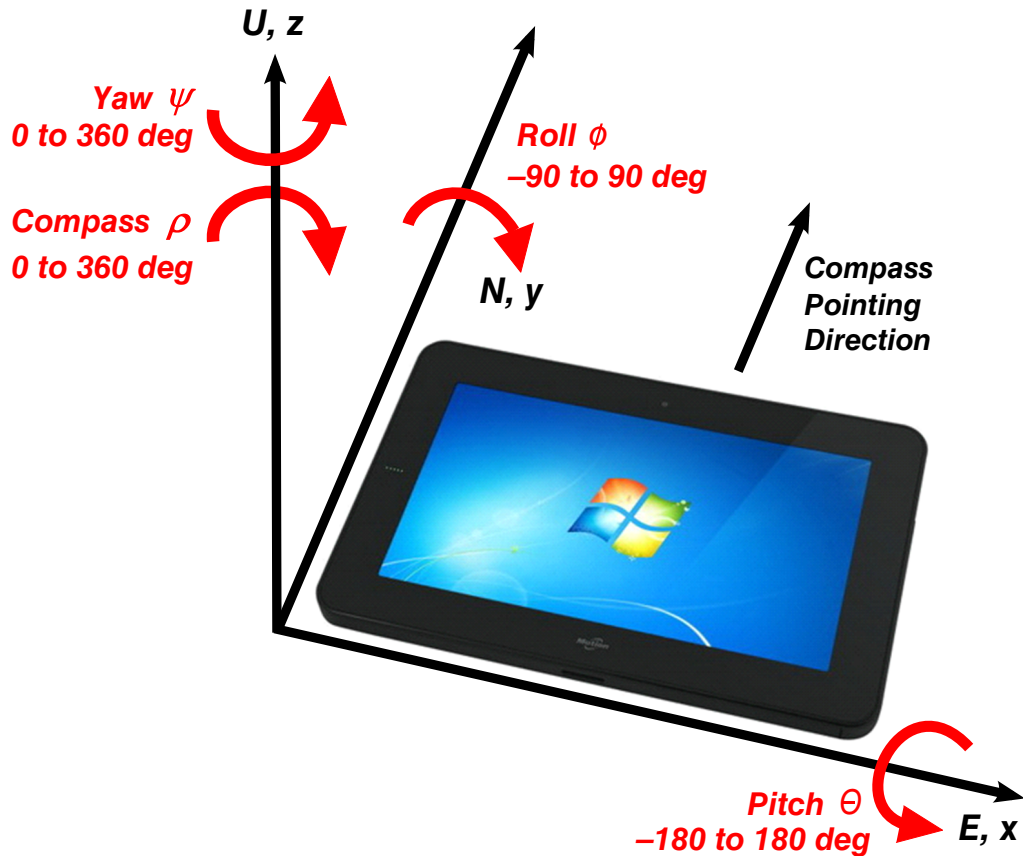 U, z
Yaw ψ
0 to 360 deg
Roll ϕ
–90 to 90 deg
Compass ρ
0 to 360 deg
N, y
Compass
Pointing
Direction
Motion
Pitch Θ
–180 to 180 deg
E, x